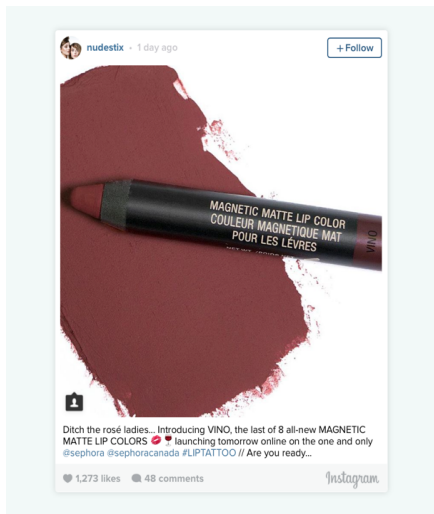 nudestix • 1 day ago
+ Follow
MAGNETIC MATTE LIP COLOR
COULEUR MAGNETIQUE MAT
POUR LES LÉVRES
VINO
Ditch the rosé ladies... Introducing VINO, the last of 8 all-new MAGNETIC
MATTE LIP COLORS 💋🍷 launching tomorrow online on the one and only
@sephora @sephoracanada #LIPTATTOO // Are you ready...
1,273 likes 48 comments
Instagram